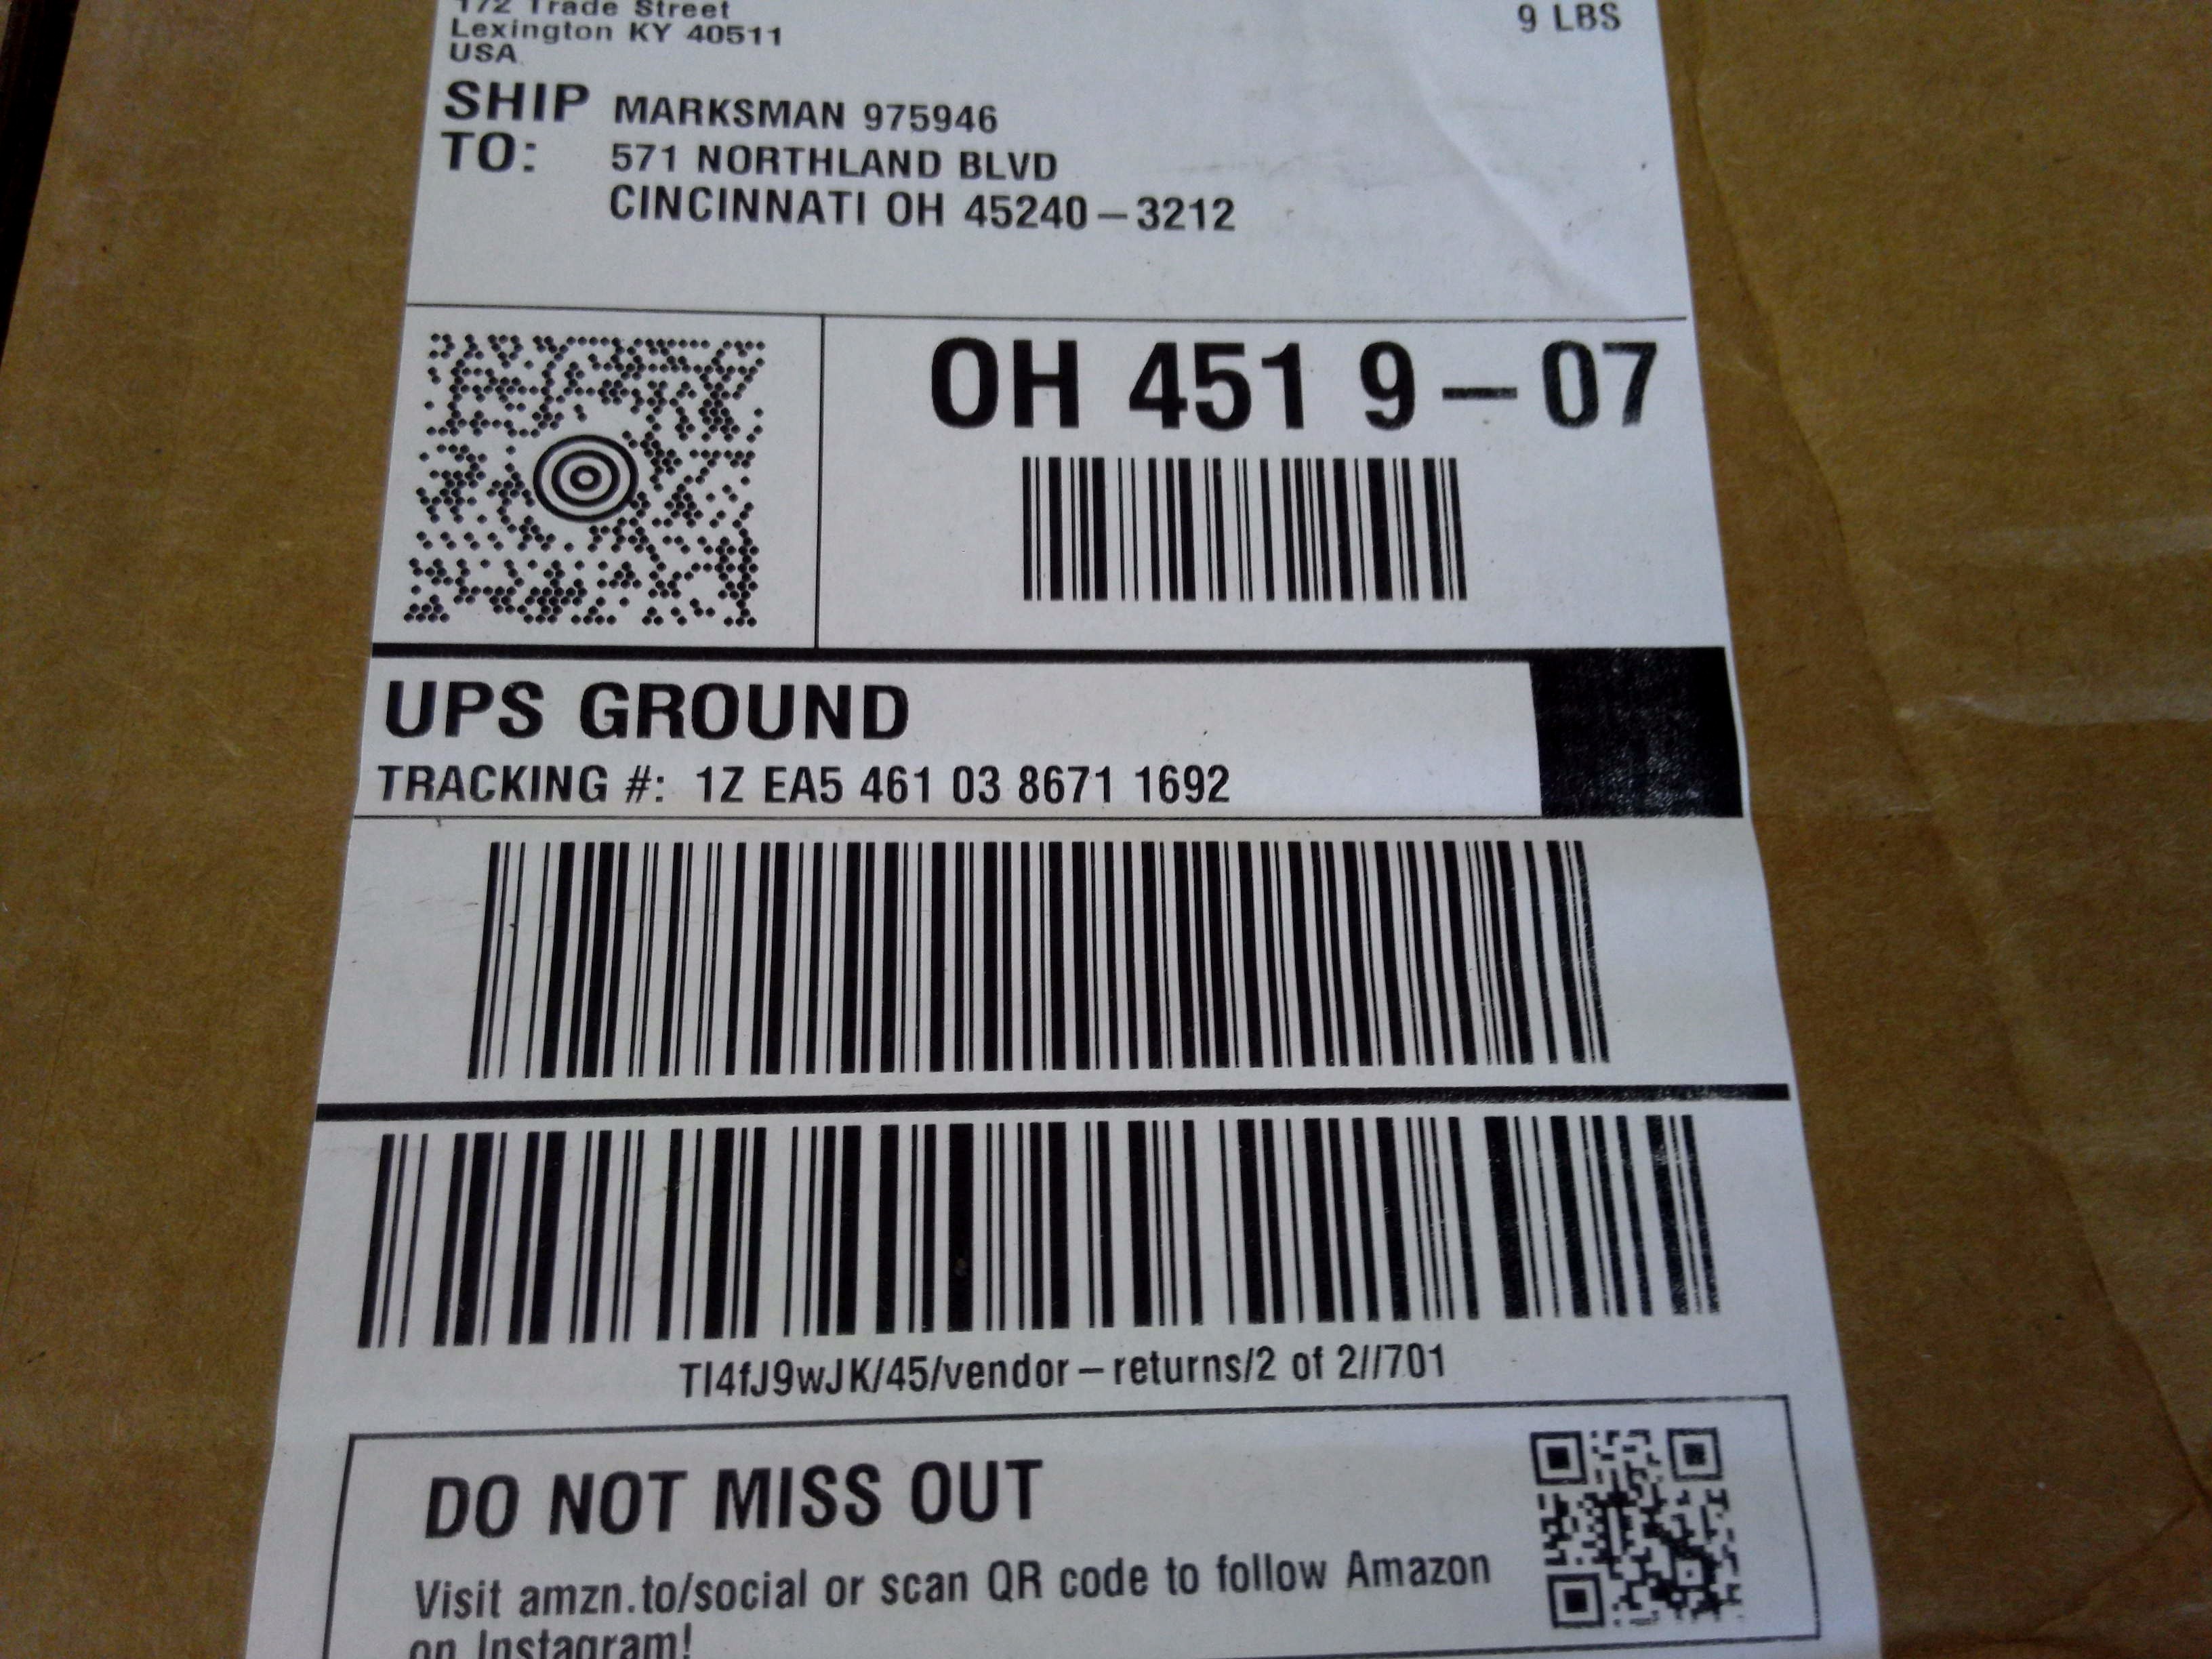 172 Trade Street
Lexington KY 40511
USA
9 LBS
SHIP TO:
MARKSMAN 975946
571 NORTHLAND BLVD
CINCINNATI OH 45240-3212
OH 451 9-07
UPS GROUND
TRACKING #: 1Z EA5 461 03 8671 1692
TI4fJ9wJK/45/vendor-returns/2 of 2//701
DO NOT MISS OUT
Visit amzn.to/social or scan QR code to follow Amazon
on Instagram!